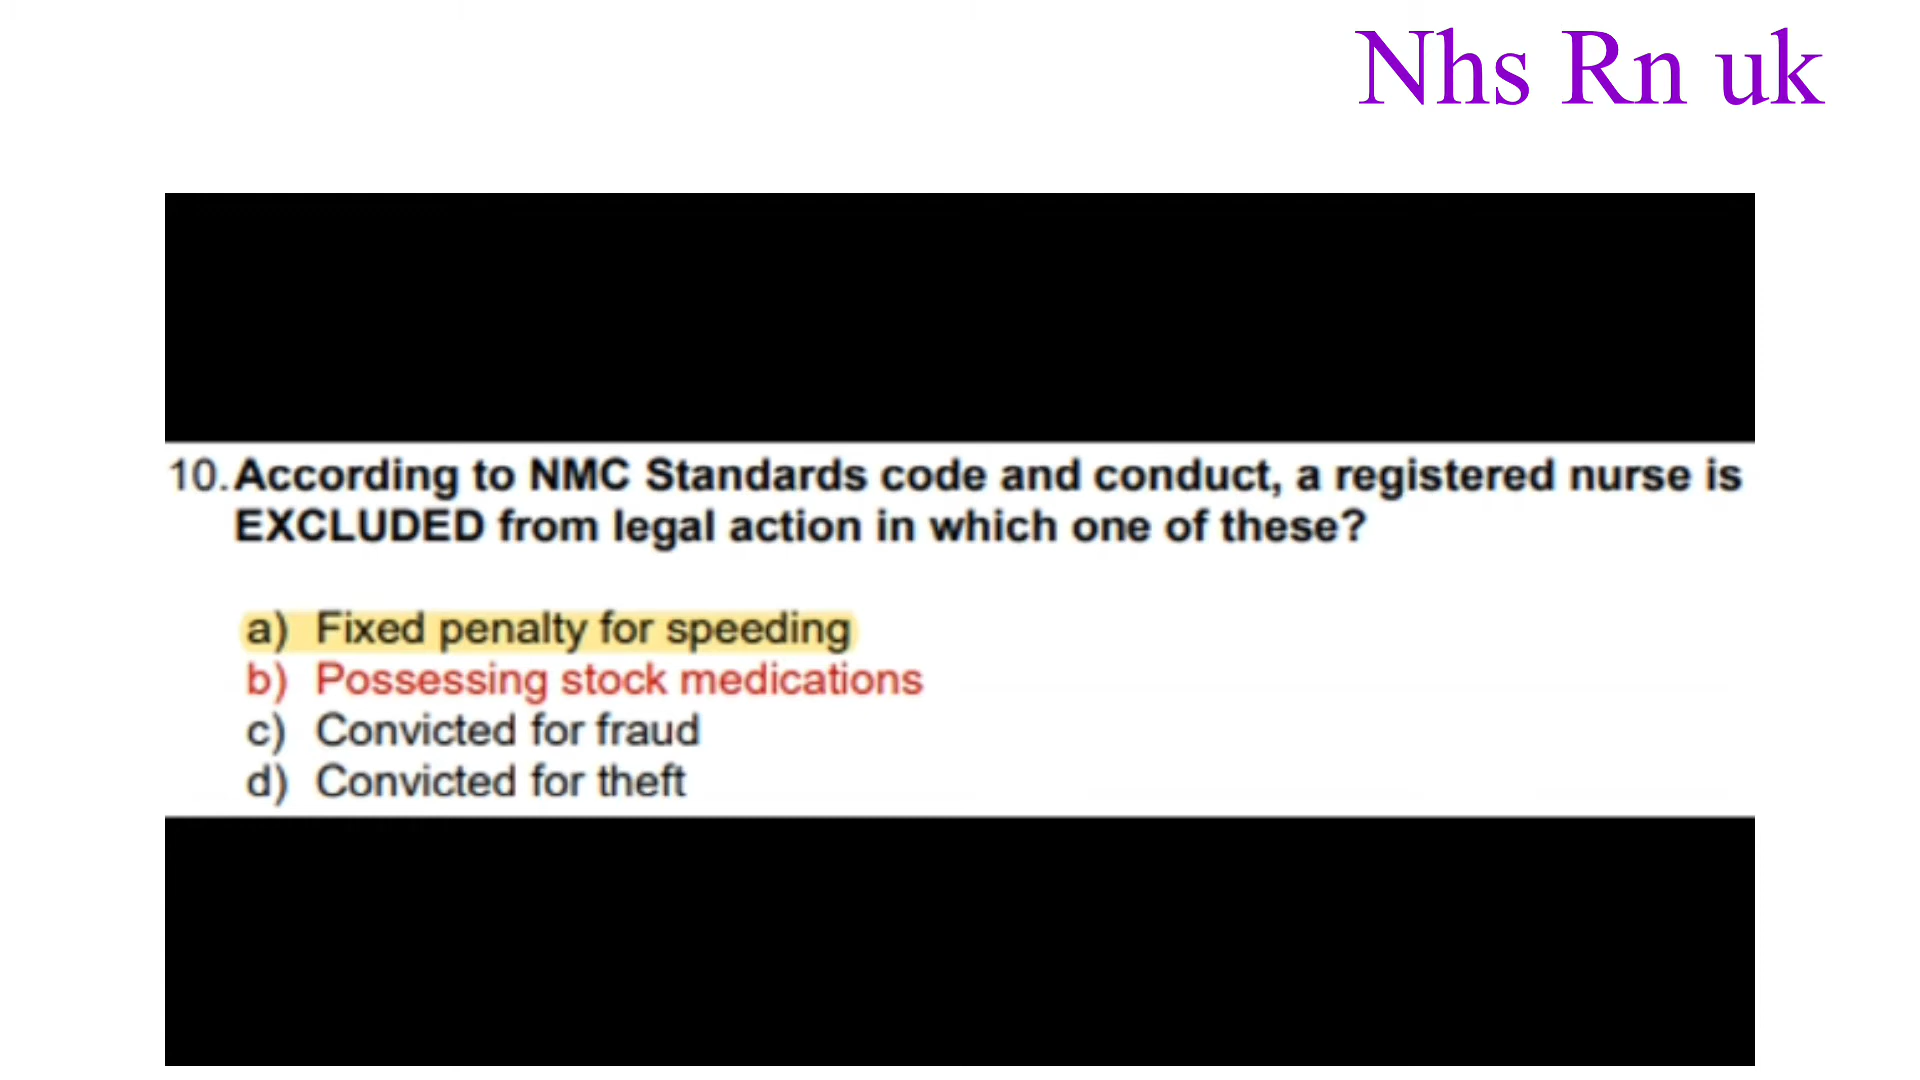 Nhs Rn uk
10. According to NMC Standards code and conduct, a registered nurse is
EXCLUDED from legal action in which one of these?
a) Fixed penalty for speeding
b) Possessing stock medications
c) Convicted for fraud
d) Convicted for theft